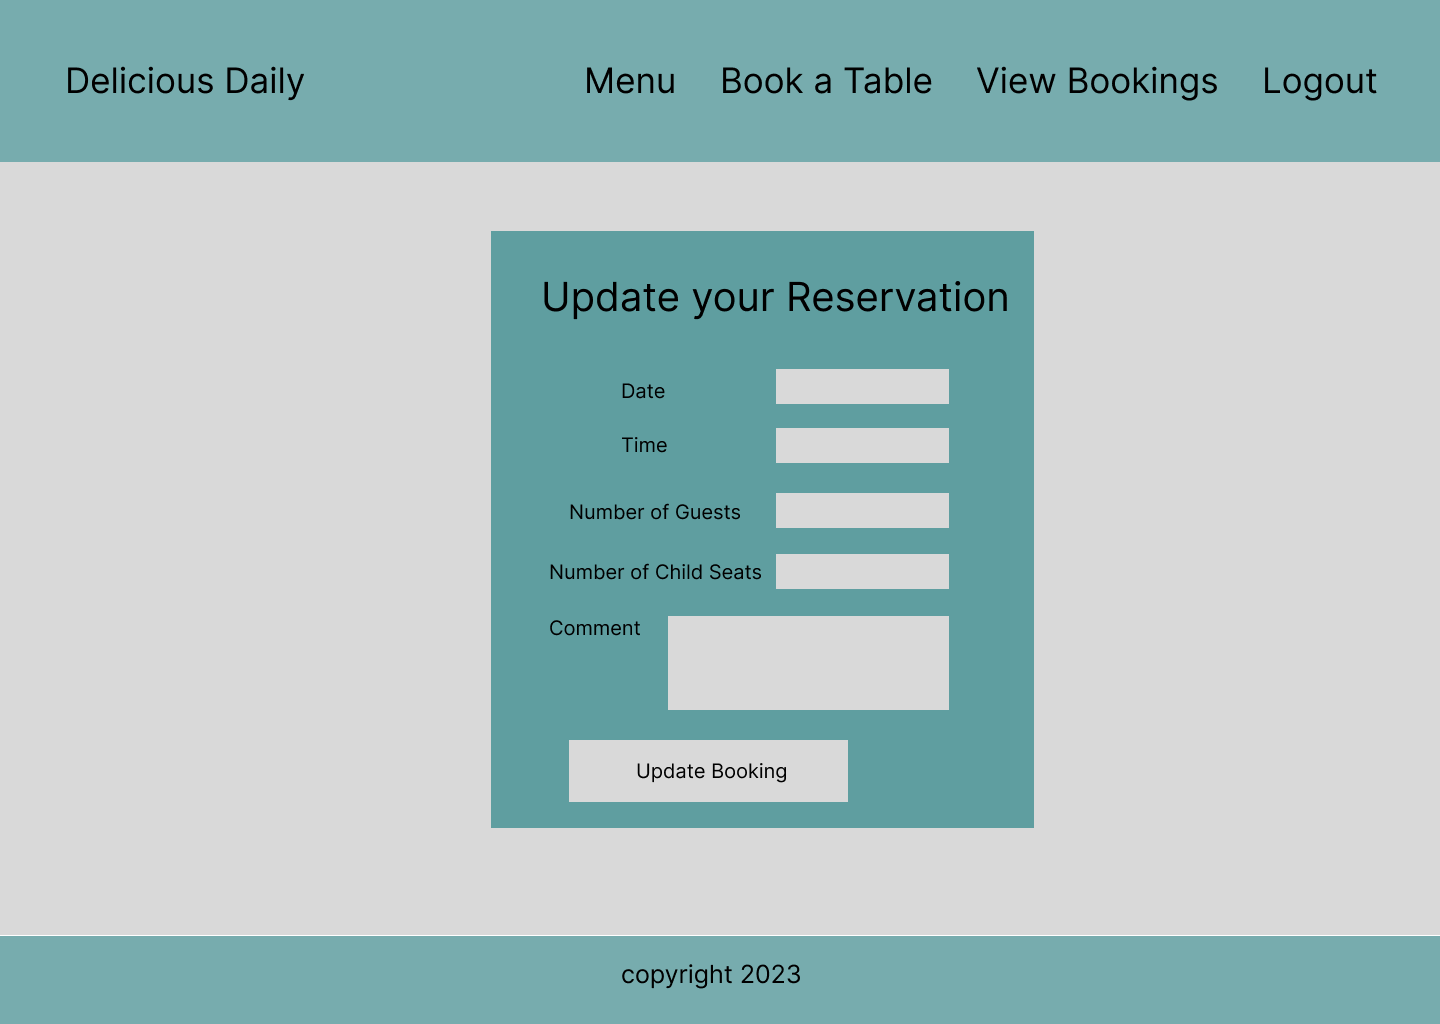 Delicious Daily Menu Book a Table View Bookings Logout
Update your Reservation
Date
Time
Number of Guests
Number of Child Seats
Comment
Update Booking
copyright 2023